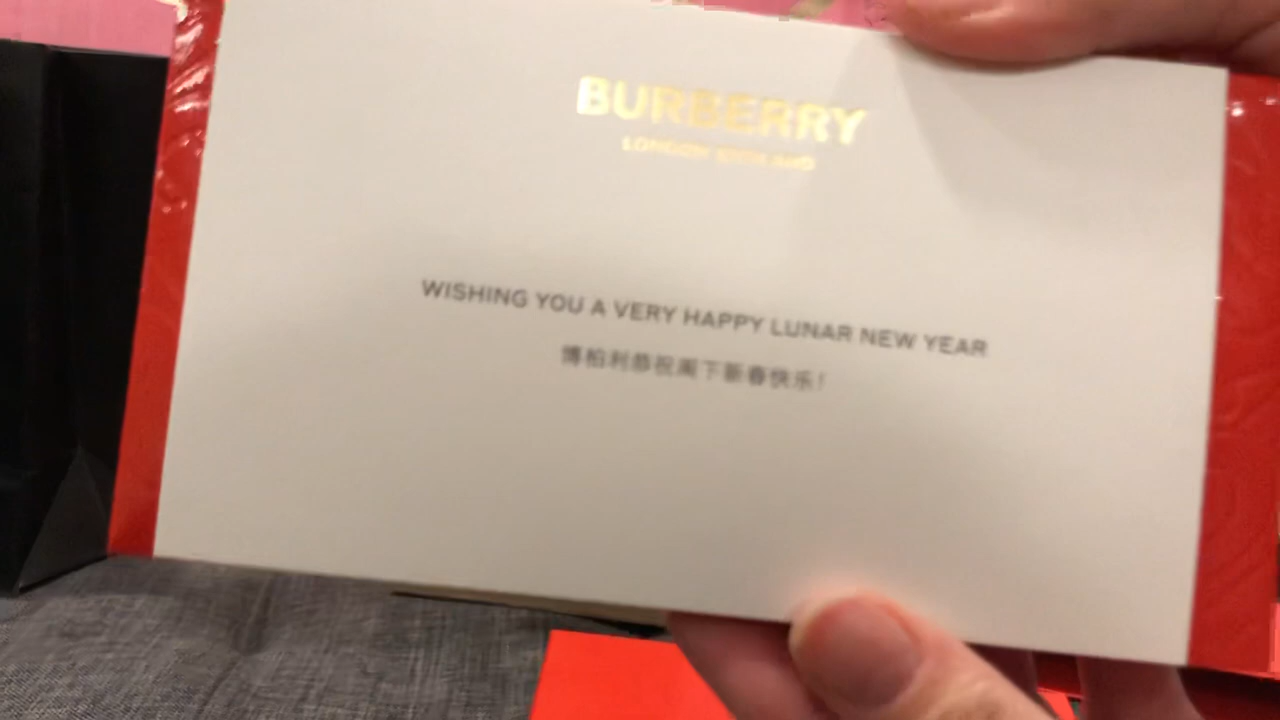 BURBERRY
LONDON ENGLAND
WISHING YOU A VERY HAPPY LUNAR NEW YEAR
博柏利恭祝阁下新春快乐!